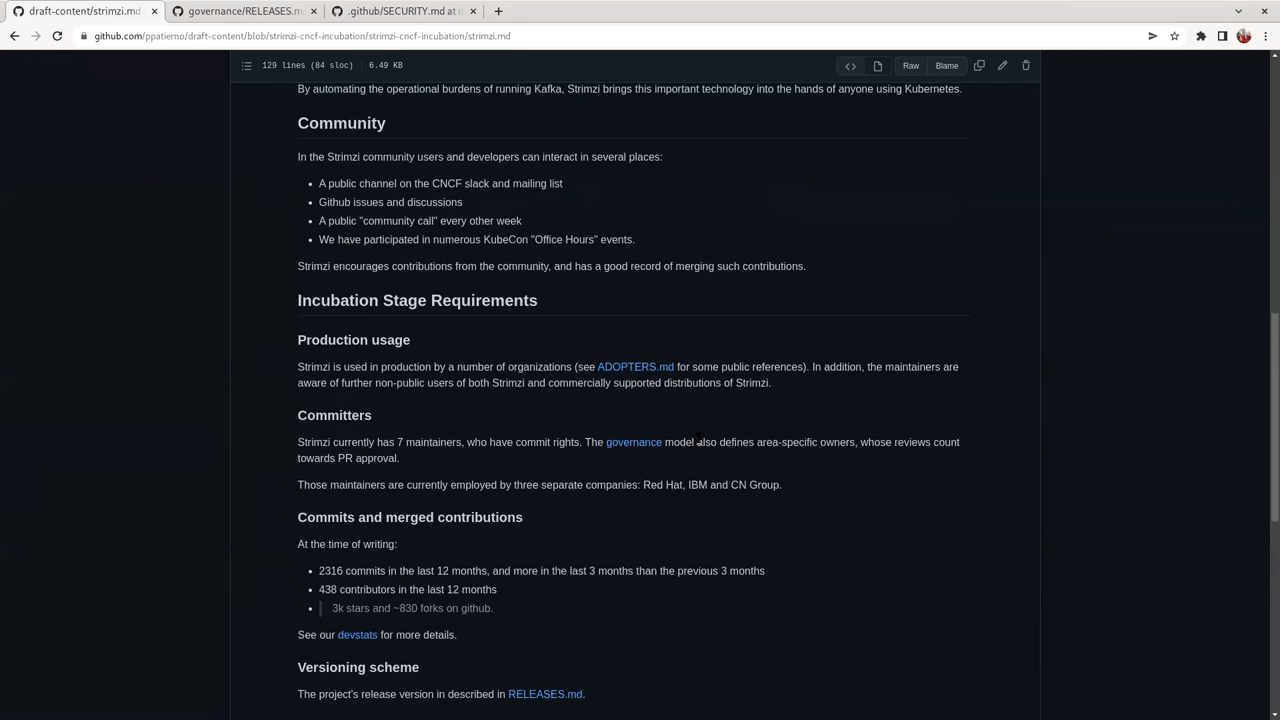 draft-content/strimzi.md
governance/RELEASES.m
.github/SECURITY.md at m
github.com/ppatierno/draft-content/blob/strimzi-cncf-incubation/strimzi-cncf-incubation/strimzi.md
129 lines (84 sloc) 6.49 KB
Raw Blame
By automating the operational burdens of running Kafka, Strimzi brings this important technology into the hands of anyone using Kubernetes.
Community
In the Strimzi community users and developers can interact in several places:
A public channel on the CNCF slack and mailing list
Github issues and discussions
A public "community call" every other week
We have participated in numerous KubeCon "Office Hours" events.
Strimzi encourages contributions from the community, and has a good record of merging such contributions.
Incubation Stage Requirements
Production usage
Strimzi is used in production by a number of organizations (see ADOPTERS.md for some public references). In addition, the maintainers are
aware of further non-public users of both Strimzi and commercially supported distributions of Strimzi.
Committers
Strimzi currently has 7 maintainers, who have commit rights. The governance model also defines area-specific owners, whose reviews count
towards PR approval.
Those maintainers are currently employed by three separate companies: Red Hat, IBM and CN Group.
Commits and merged contributions
At the time of writing:
2316 commits in the last 12 months, and more in the last 3 months than the previous 3 months
438 contributors in the last 12 months
3k stars and ~830 forks on github.
See our devstats for more details.
Versioning scheme
The project's release version in described in RELEASES.md.